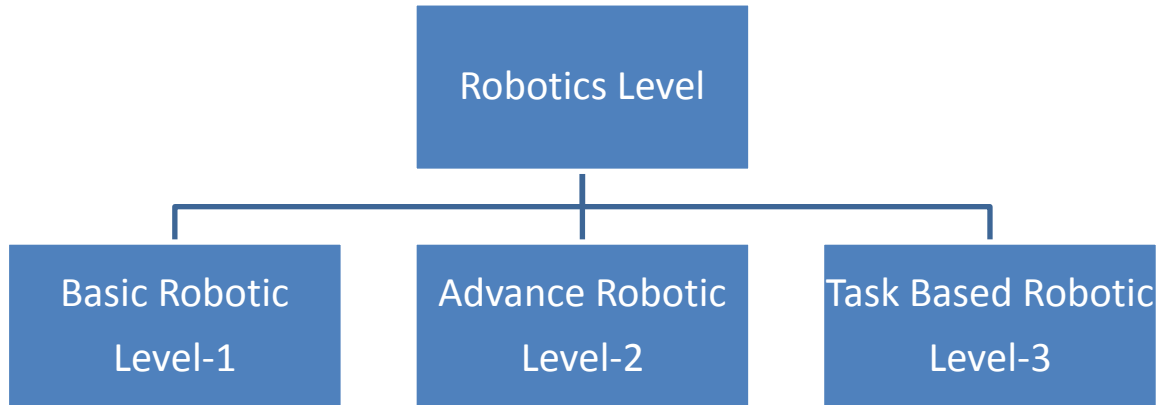 Robotics Level
Basic Robotic
Level-1
Advance Robotic
Level-2
Task Based Robotic
Level-3